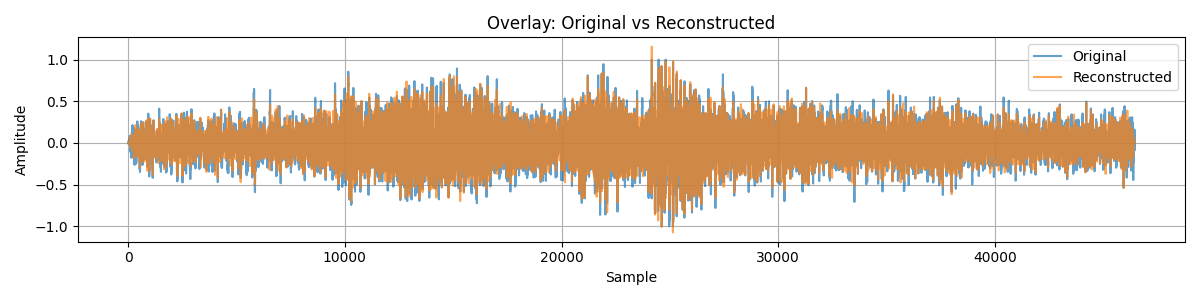 Overlay: Original vs Reconstructed
Original
Reconstructed
Amplitude
1.0
0.5
0.0
−0.5
−1.0
0 10000 20000 30000 40000
Sample